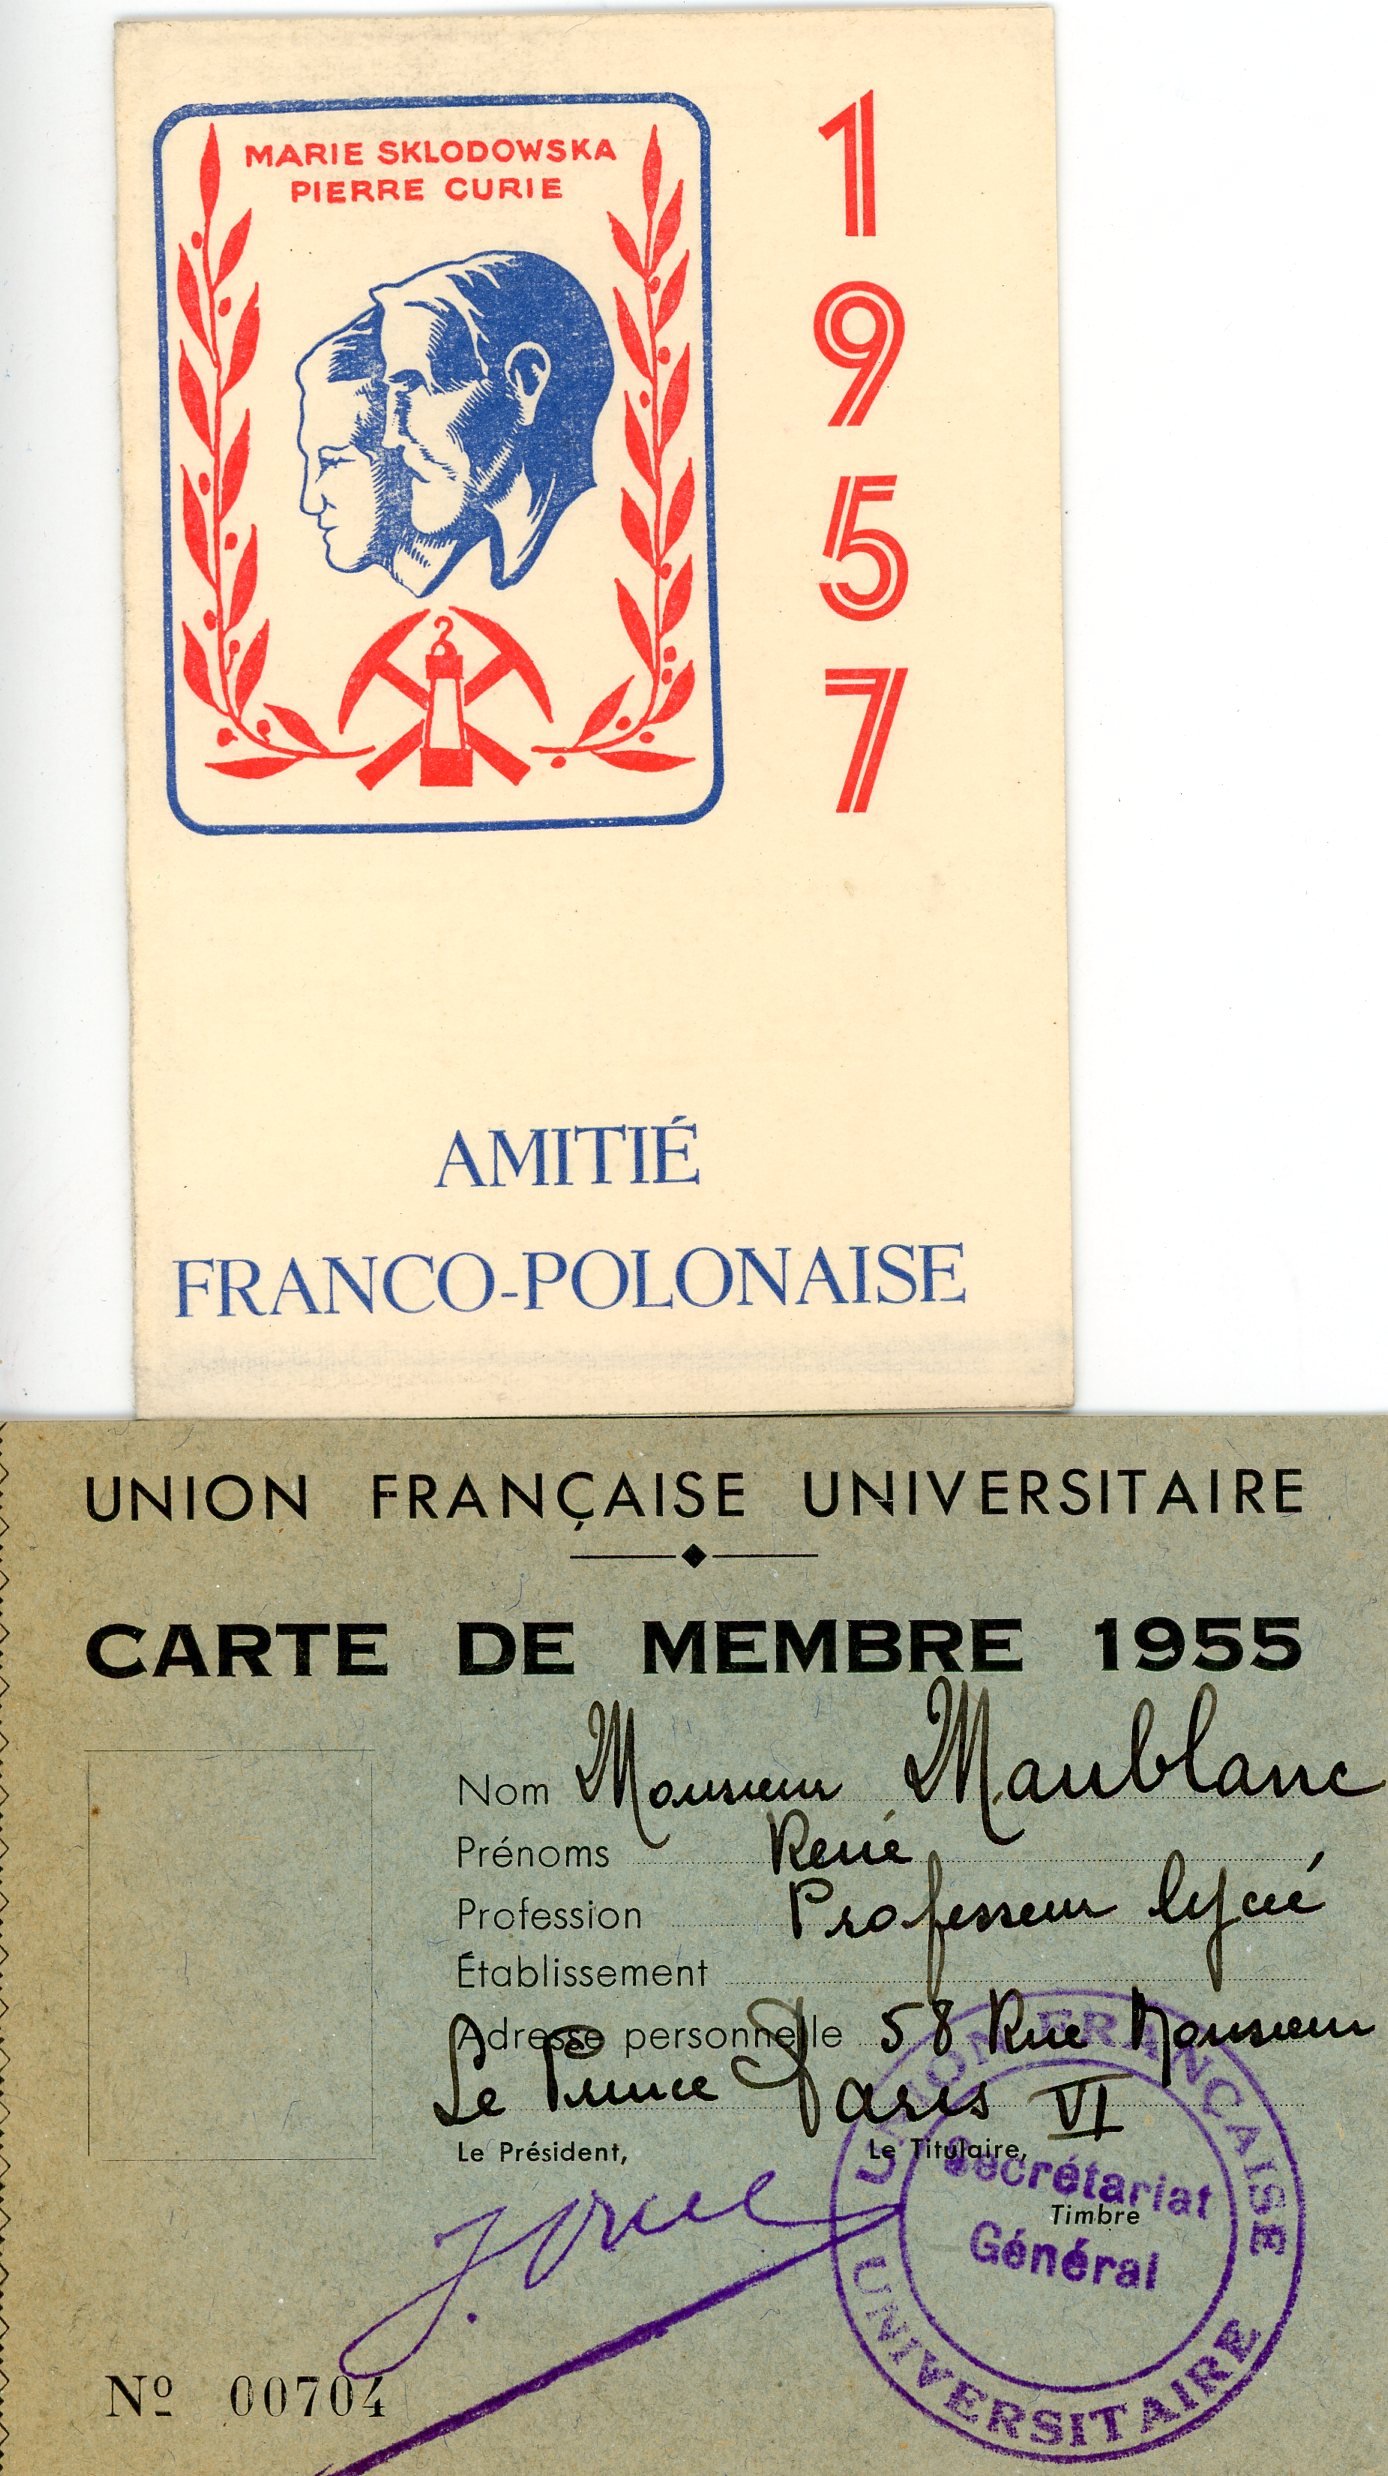 MARIE SKLODOWSKA
PIERRE CURIE
1957
AMITIÉ
FRANCO-POLONAISE
UNION FRANÇAISE UNIVERSITAIRE
CARTE DE MEMBRE 1955
Nom Monsieur Maublanc
Prénoms René
Profession Professeur lycée
Établissement
Adresse personnelle 58 Rue Monsieur
Le Prince Paris VI
Le Président,
Le Titulaire,
Timbre
UNION FRANÇAISE UNIVERSITAIRE
Secrétariat
Général
Nº 00704